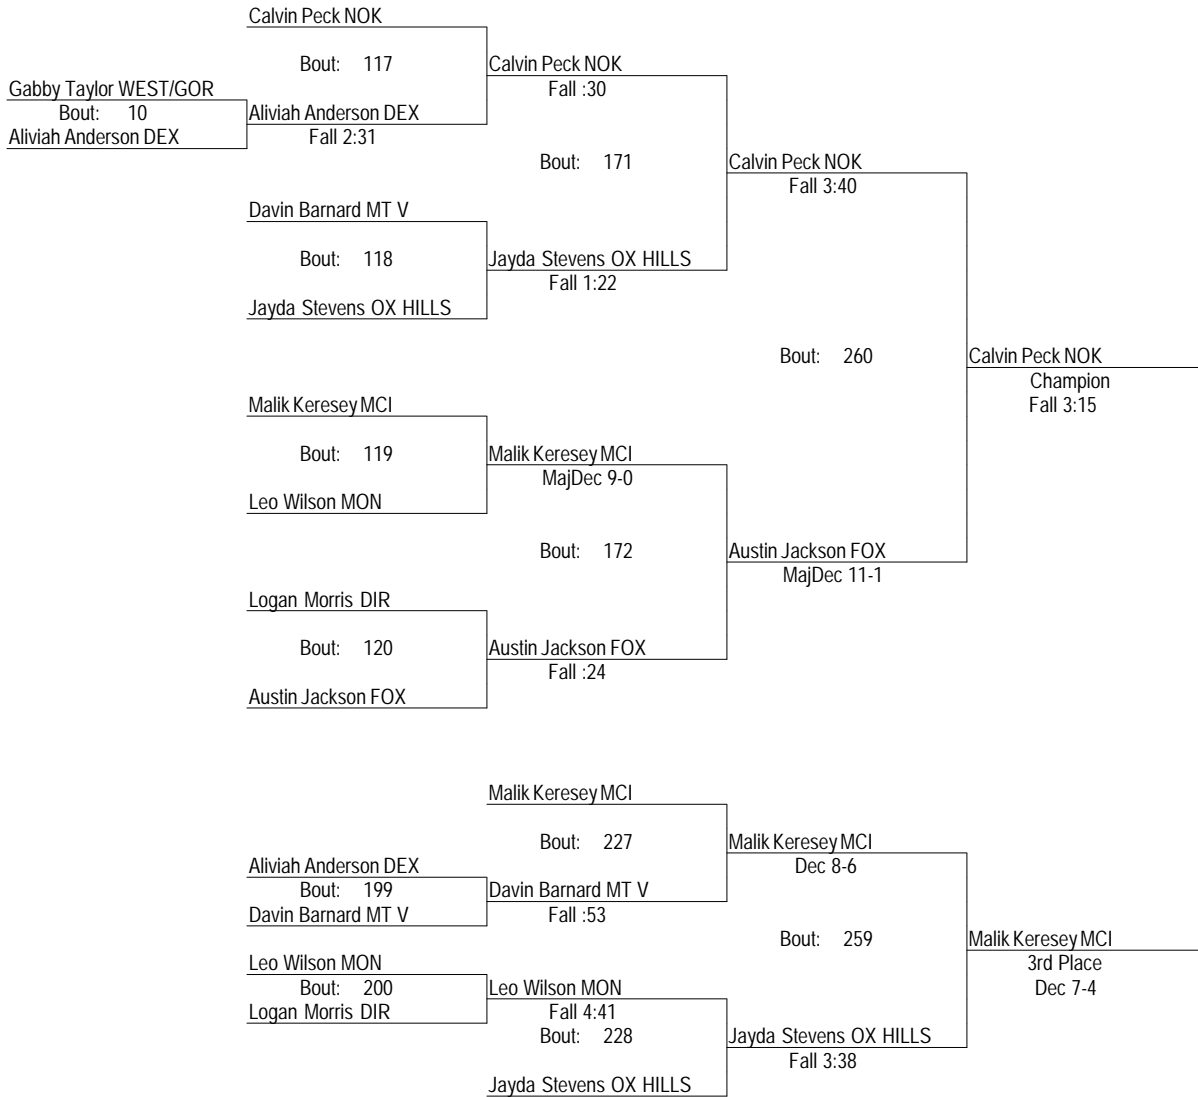 Calvin Peck NOK
Bout: 117
Calvin Peck NOK
Fall :30
Gabby Taylor WEST/GOR
Bout: 10
Aliviah Anderson DEX
Aliviah Anderson DEX
Fall 2:31
Bout: 171
Calvin Peck NOK
Fall 3:40
Davin Barnard MT V
Bout: 118
Jayda Stevens OX HILLS
Fall 1:22
Jayda Stevens OX HILLS
Bout: 260
Calvin Peck NOK
Champion
Fall 3:15
Malik Keresey MCI
Bout: 119
Malik Keresey MCI
MajDec 9-0
Leo Wilson MON
Bout: 172
Austin Jackson FOX
MajDec 11-1
Logan Morris DIR
Bout: 120
Austin Jackson FOX
Fall :24
Austin Jackson FOX
Malik Keresey MCI
Bout: 227
Malik Keresey MCI
Dec 8-6
Aliviah Anderson DEX
Bout: 199
Davin Barnard MT V
Davin Barnard MT V
Fall :53
Bout: 259
Malik Keresey MCI
3rd Place
Dec 7-4
Leo Wilson MON
Bout: 200
Logan Morris DIR
Leo Wilson MON
Fall 4:41
Bout: 228
Jayda Stevens OX HILLS
Fall 3:38
Jayda Stevens OX HILLS